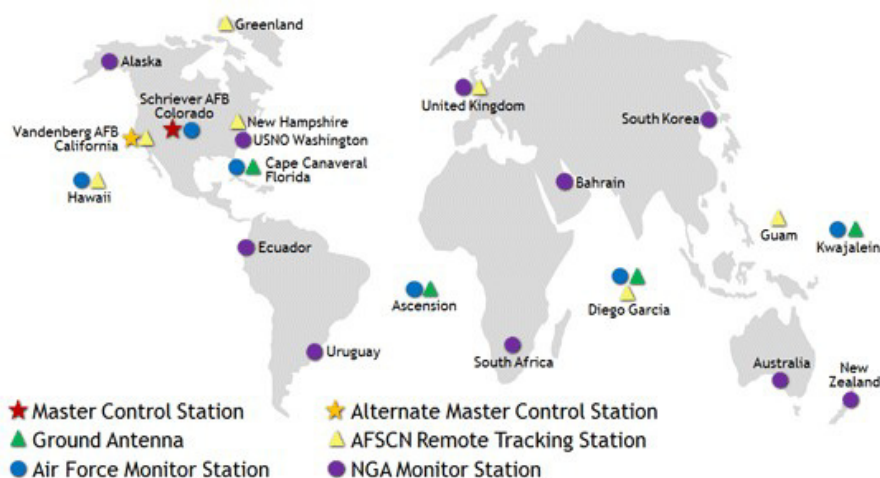 Greenland
Alaska
Schriever AFB
Colorado
Vandenberg AFB
California
New Hampshire
USNO Washington
Cape Canaveral
Florida
Hawaii
United Kingdom
South Korea
Bahrain
Guam
Kwajalein
Ecuador
Ascension
Diego Garcia
Uruguay
South Africa
Australia
New
Zealand
Master Control Station
Alternate Master Control Station
Ground Antenna
AFSCN Remote Tracking Station
Air Force Monitor Station
NGA Monitor Station